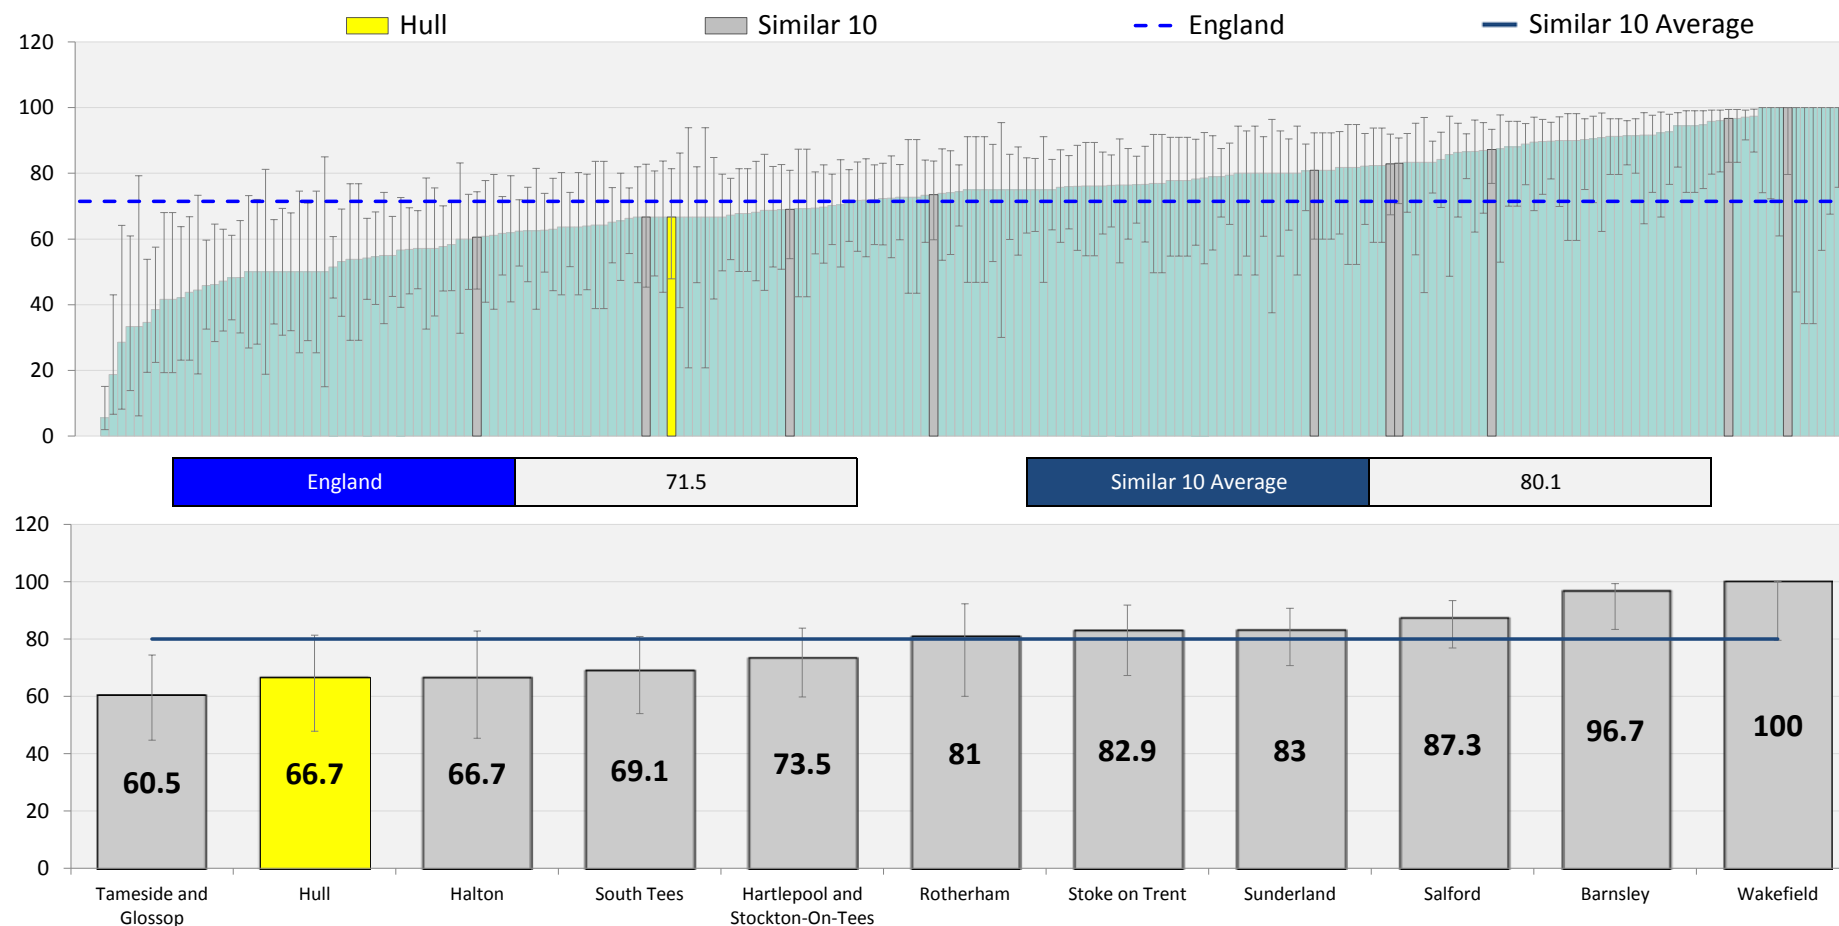 Hull Similar 10 England Similar 10 Average
120
100
80
60
40
20
0
England 71.5 Similar 10 Average 80.1
120
100
80
60
40
20
0
60.5 66.7 66.7 69.1 73.5 81 82.9 83 87.3 96.7 100
Tameside and Hull Halton South Tees Hartlepool and Rotherham Stoke on Trent Sunderland Salford Barnsley Wakefield
Glossop Stockton-On-Tees